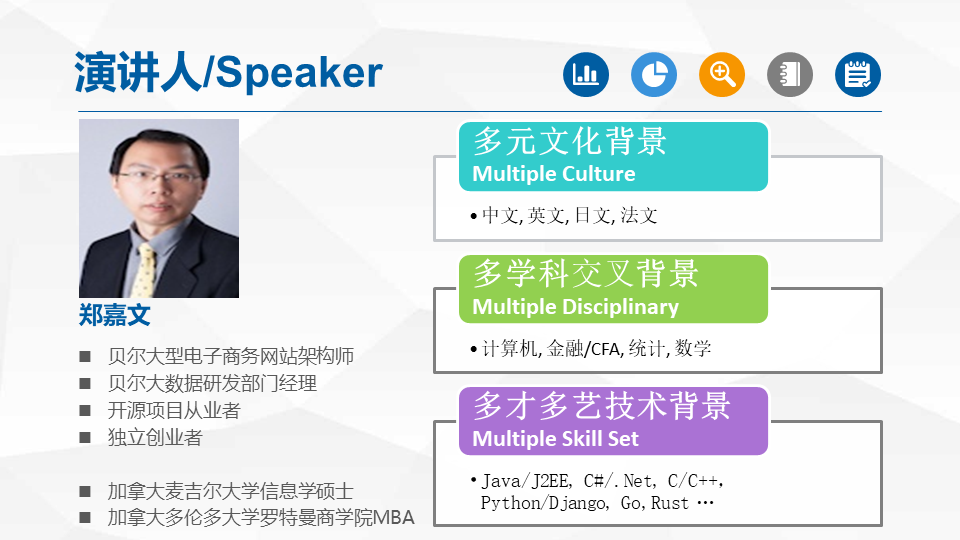 演讲人/Speaker
郑嘉文
■ 贝尔大型电子商务网站架构师
■ 贝尔大数据研发部门经理
■ 开源项目从业者
■ 独立创业者
■ 加拿大麦吉尔大学信息学硕士
■ 加拿大多伦多大学罗特曼商学院MBA
多元文化背景
Multiple Culture
• 中文, 英文, 日文, 法文
多学科交叉背景
Multiple Disciplinary
• 计算机, 金融/CFA, 统计, 数学
多才多艺技术背景
Multiple Skill Set
• Java/J2EE, C#/.Net, C/C++,
Python/Django, Go,Rust …